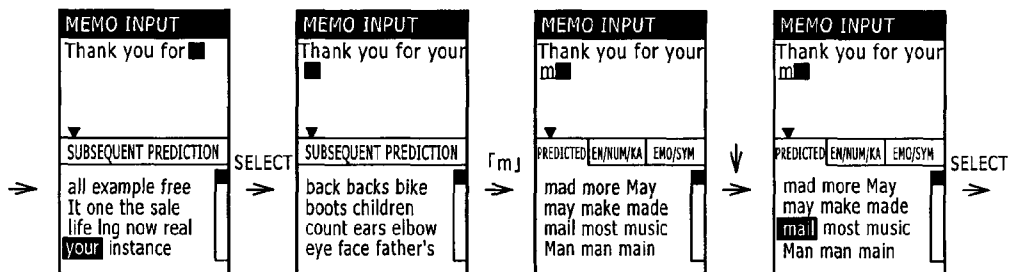 MEMO INPUT
Thank you for
SUBSEQUENT PREDICTION
all example free
It one the sale
life lng now real
your instance
SELECT
MEMO INPUT
Thank you for your
SUBSEQUENT PREDICTION
back backs bike
boots children
count ears elbow
eye face father's
「m」
MEMO INPUT
Thank you for your
m
PREDICTED EN/NUM/KA EMO/SYM
mad more May
may make made
mail most music
Man man main
MEMO INPUT
Thank you for your
m
PREDICTED EN/NUM/KA EMO/SYM
mad more May
may make made
mail most music
Man man main
SELECT